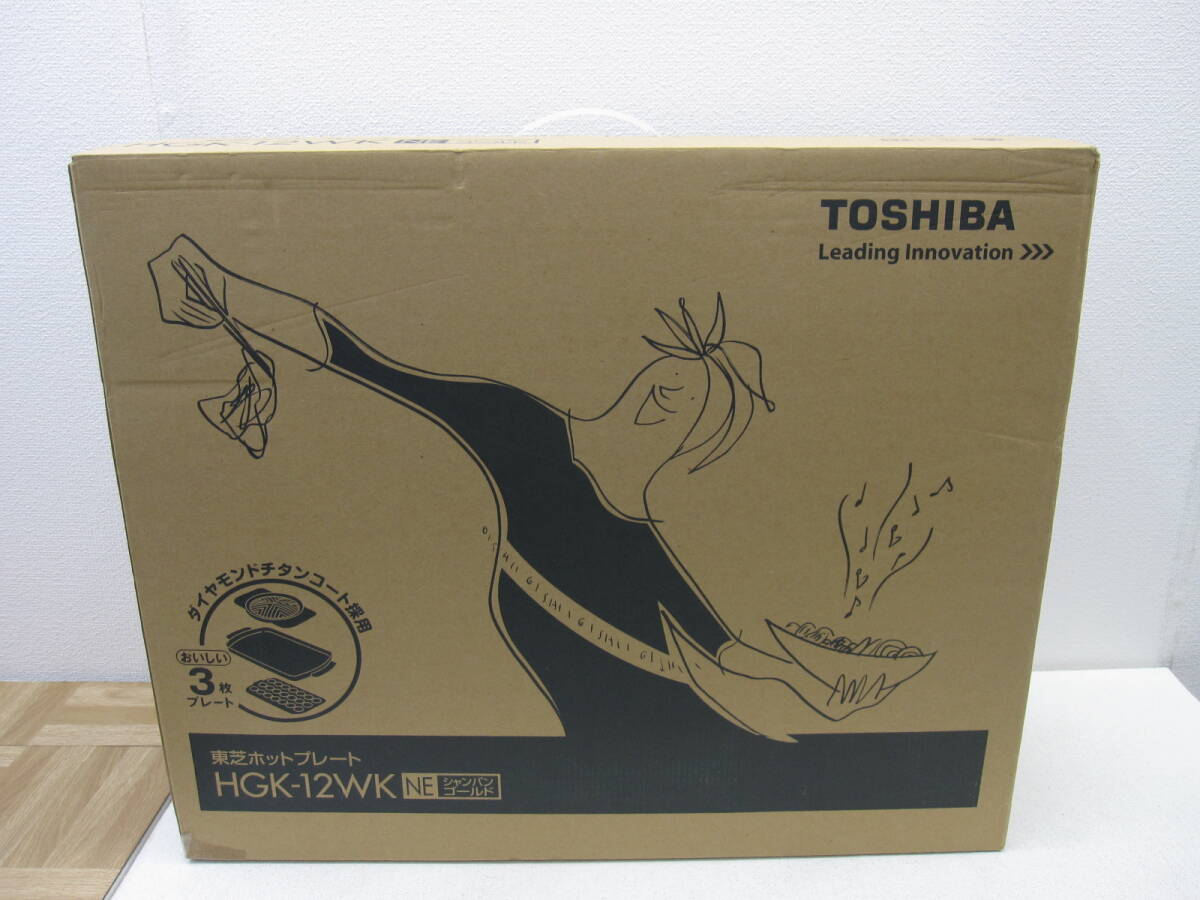 TOSHIBA
Leading Innovation >>>
ダイヤモンドチタンコート採用
おいしい
3枚
プレート
東芝ホットプレート
HGK-12WK NE シャンパン
ゴールド